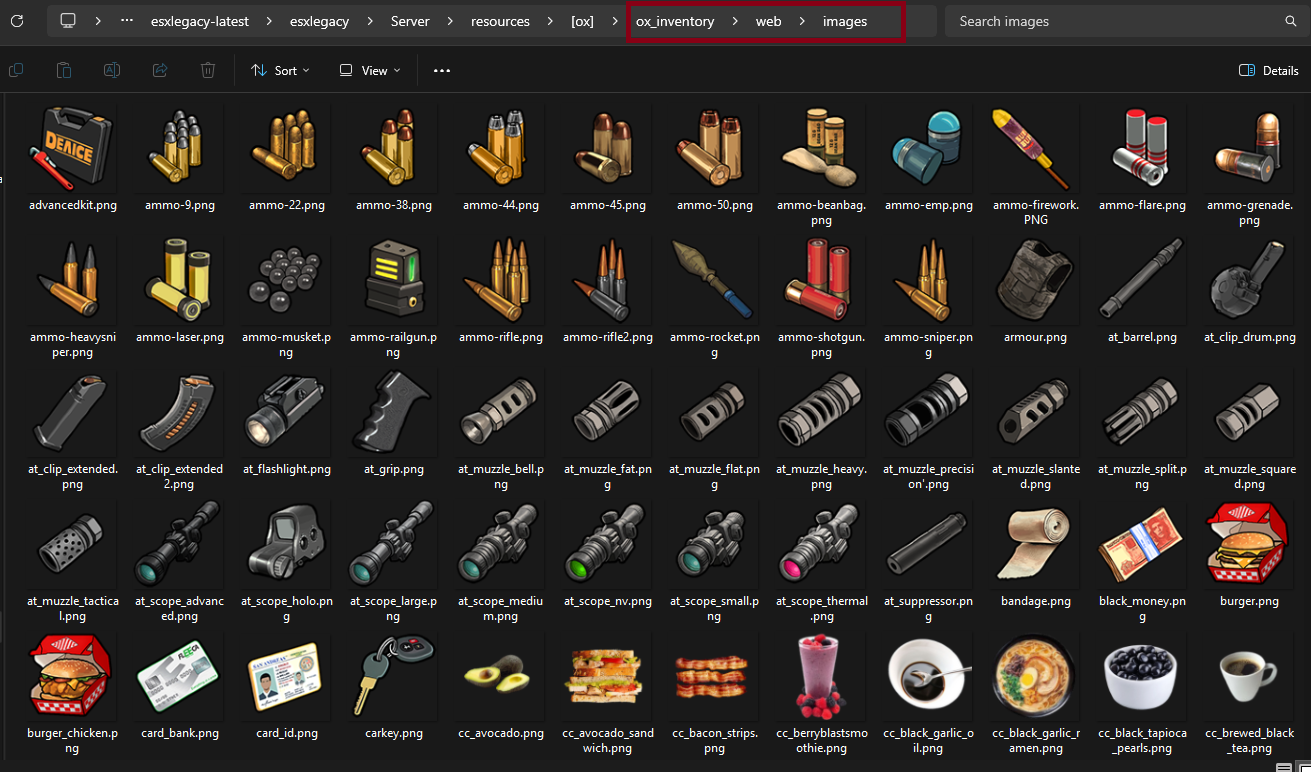 esxlegacy-latest > esxlegacy > Server > resources > [ox] > ox_inventory > web > images
Search images
Sort
View
Details
DEAICE
advancedkit.png
ammo-9.png
ammo-22.png
ammo-38.png
ammo-44.png
ammo-45.png
ammo-50.png
ammo-beanbag.
png
ammo-emp.png
ammo-firework.
PNG
ammo-flare.png
ammo-grenade.
png
ammo-heavysni
per.png
ammo-laser.png
ammo-musket.p
ng
ammo-railgun.p
ng
ammo-rifle.png
ammo-rifle2.png
ammo-rocket.pn
g
ammo-shotgun.
png
ammo-sniper.pn
g
armour.png
at_barrel.png
at_clip_drum.png
at_clip_extended.
png
at_clip_extended
2.png
at_flashlight.png
at_grip.png
at_muzzle_bell.p
ng
at_muzzle_fat.pn
g
at_muzzle_flat.pn
g
at_muzzle_heavy.
png
at_muzzle_precisi
on'.png
at_muzzle_slante
d.png
at_muzzle_split.p
ng
at_muzzle_square
d.png
at_muzzle_tactica
l.png
at_scope_advanc
ed.png
at_scope_holo.pn
g
at_scope_large.p
ng
at_scope_mediu
m.png
at_scope_nv.png
at_scope_small.p
ng
at_scope_thermal
.png
at_suppressor.pn
g
bandage.png
black_money.pn
g
burger.png
FLEECA
SAN ANDREAS
burger_chicken.p
ng
card_bank.png
card_id.png
carkey.png
cc_avocado.png
cc_avocado_sand
wich.png
cc_bacon_strips.
png
cc_berryblastsmo
othie.png
cc_black_garlic_o
il.png
cc_black_garlic_r
amen.png
cc_black_tapioca
_pearls.png
cc_brewed_black
_tea.png